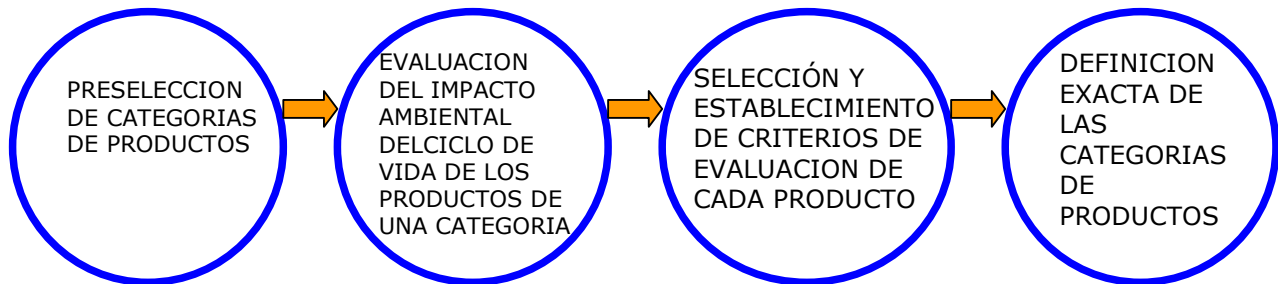 PRESELECCION
DE CATEGORIAS
DE PRODUCTOS
EVALUACION
DEL IMPACTO
AMBIENTAL
DELCICLO DE
VIDA DE LOS
PRODUCTOS DE
UNA CATEGORIA
SELECCIÓN Y
ESTABLECIMIENTO
DE CRITERIOS DE
EVALUACION DE
CADA PRODUCTO
DEFINICION
EXACTA DE
LAS
CATEGORIAS
DE
PRODUCTOS